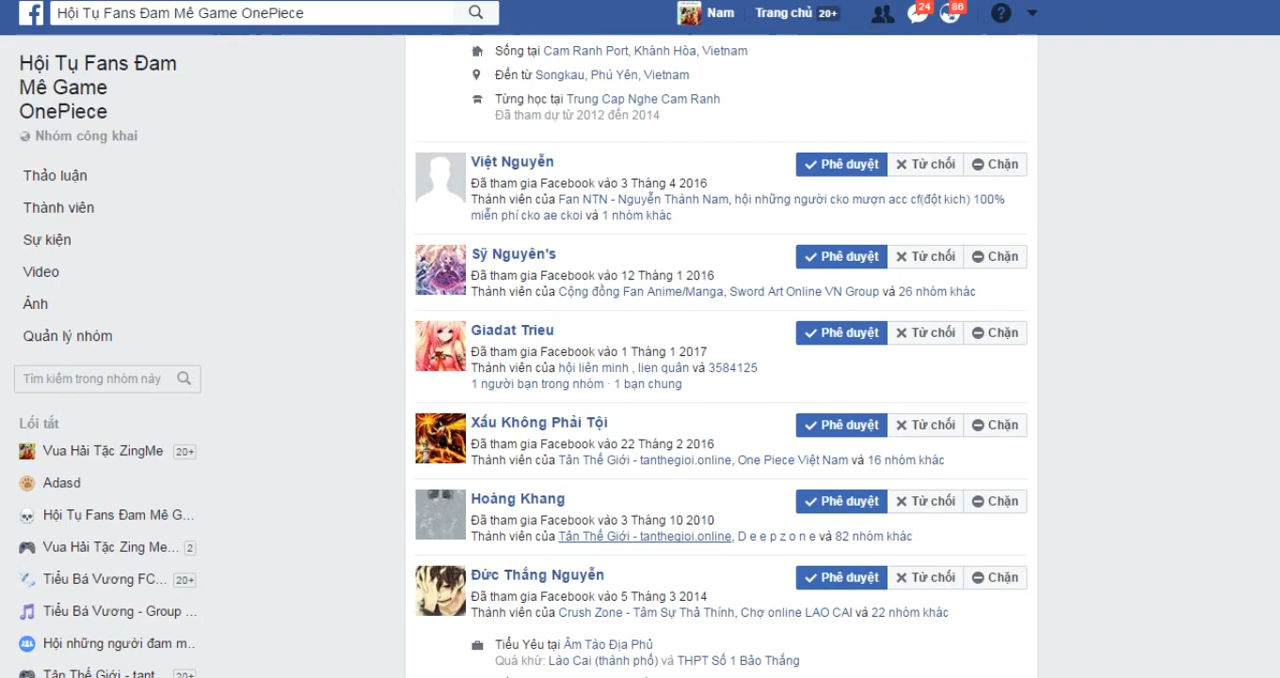 Hội Tụ Fans Đam Mê Game OnePiece
Nam
Trang chủ 20+
24
86
Hội Tụ Fans Đam
Mê Game
OnePiece
Nhóm công khai
Thảo luận
Thành viên
Sự kiện
Video
Ảnh
Quản lý nhóm
Tìm kiếm trong nhóm này
Lối tắt
Vua Hải Tặc ZingMe 20+
Adasd
Hội Tụ Fans Đam Mê G...
Vua Hải Tặc Zing Me... 2
Tiểu Bá Vương FC... 20+
Tiểu Bá Vương - Group ...
Hội những người đam m..
Tân Thế Giới - tant... 20+
Sống tại Cam Ranh Port, Khánh Hòa, Vietnam
Đến từ Songkau, Phú Yên, Vietnam
Từng học tại Trung Cap Nghe Cam Ranh
Đã tham dự từ 2012 đến 2014
Việt Nguyễn
Phê duyệt Từ chối Chặn
Đã tham gia Facebook vào 3 Tháng 4 2016
Thành viên của Fan NTN - Nguyễn Thành Nam, hội những người cko mượn acc cf(đột kich) 100%
miễn phí cko ae ckoi và 1 nhóm khác
Sỹ Nguyên's
Phê duyệt Từ chối Chặn
Đã tham gia Facebook vào 12 Tháng 1 2016
Thành viên của Cộng đồng Fan Anime/Manga, Sword Art Online VN Group và 26 nhóm khác
Giadat Trieu
Phê duyệt Từ chối Chặn
Đã tham gia Facebook vào 1 Tháng 1 2017
Thành viên của hội liên minh , lien quân và 3584125
1 người bạn trong nhóm · 1 bạn chung
Xấu Không Phải Tội
Phê duyệt Từ chối Chặn
Đã tham gia Facebook vào 22 Tháng 2 2016
Thành viên của Tân Thế Giới - tanthegioi.online, One Piece Việt Nam và 16 nhóm khác
Hoàng Khang
Phê duyệt Từ chối Chặn
Đã tham gia Facebook vào 3 Tháng 10 2010
Thành viên của Tân Thế Giới - tanthegioi.online, D e e p z o n e và 82 nhóm khác
Đức Thắng Nguyễn
Phê duyệt Từ chối Chặn
Đã tham gia Facebook vào 5 Tháng 3 2014
Thành viên của Crush Zone - Tâm Sự Thả Thính, Chợ online LAO CAI và 22 nhóm khác
Tiểu Yêu tại Âm Tào Địa Phủ
Quá khứ: Lào Cai (thành phố) và THPT Số 1 Bảo Thắng